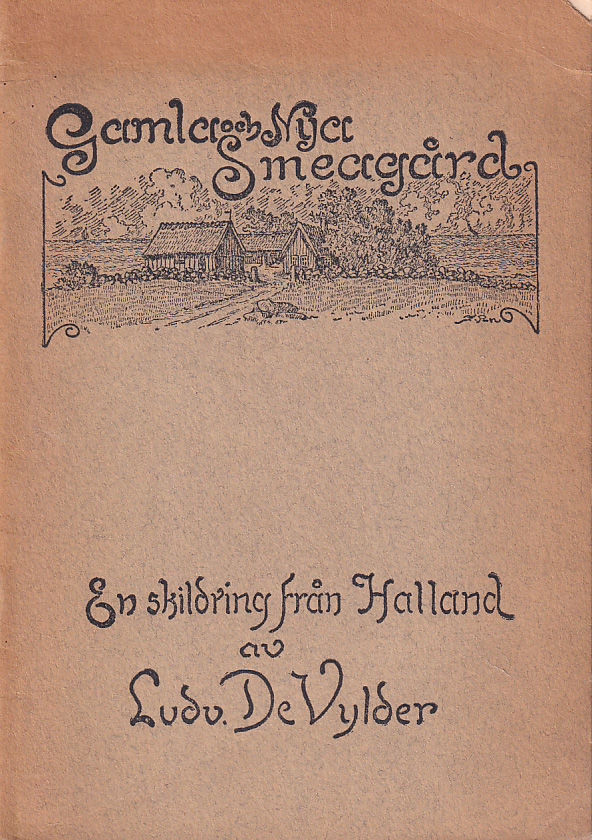 Gamla och Nya
Smeagård
En skildring från Halland
av
Ludv. De Vylder